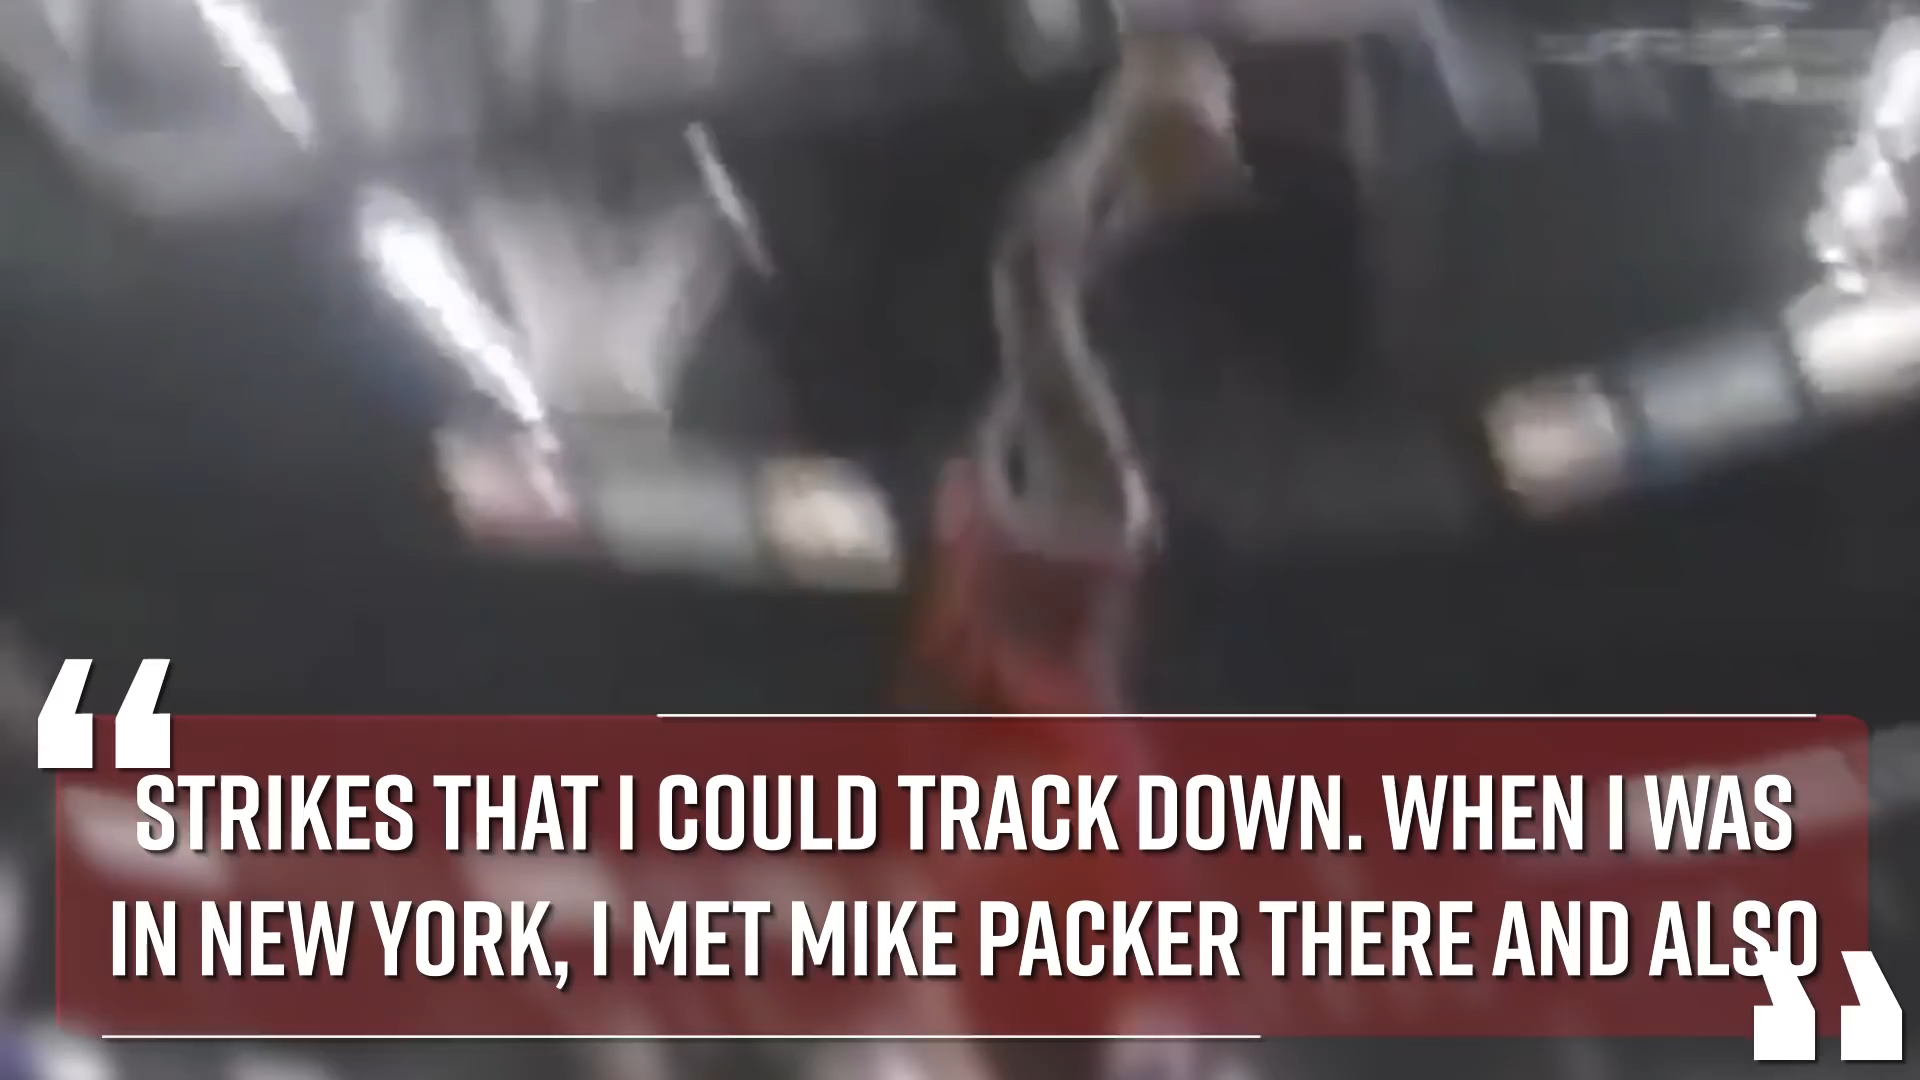 “
STRIKES THAT I COULD TRACK DOWN. WHEN I WAS
IN NEW YORK, I MET MIKE PACKER THERE AND ALSO
”